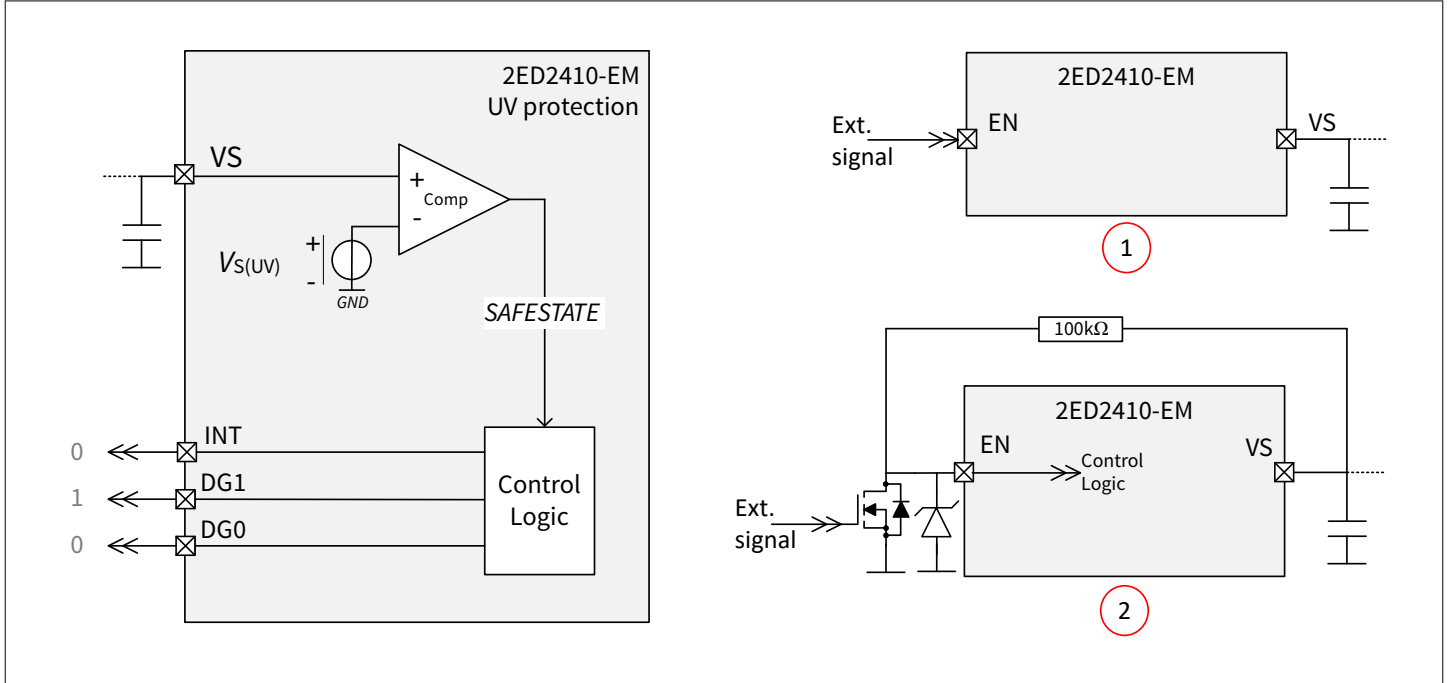 2ED2410-EM
UV protection
VS
+
Comp
-
VS(UV)
+
-
GND
SAFESTATE
0
INT
1
DG1
0
DG0
Control
Logic
2ED2410-EM
Ext.
signal
EN
VS
1
100kΩ
2ED2410-EM
EN
VS
Control
Logic
Ext.
signal
2